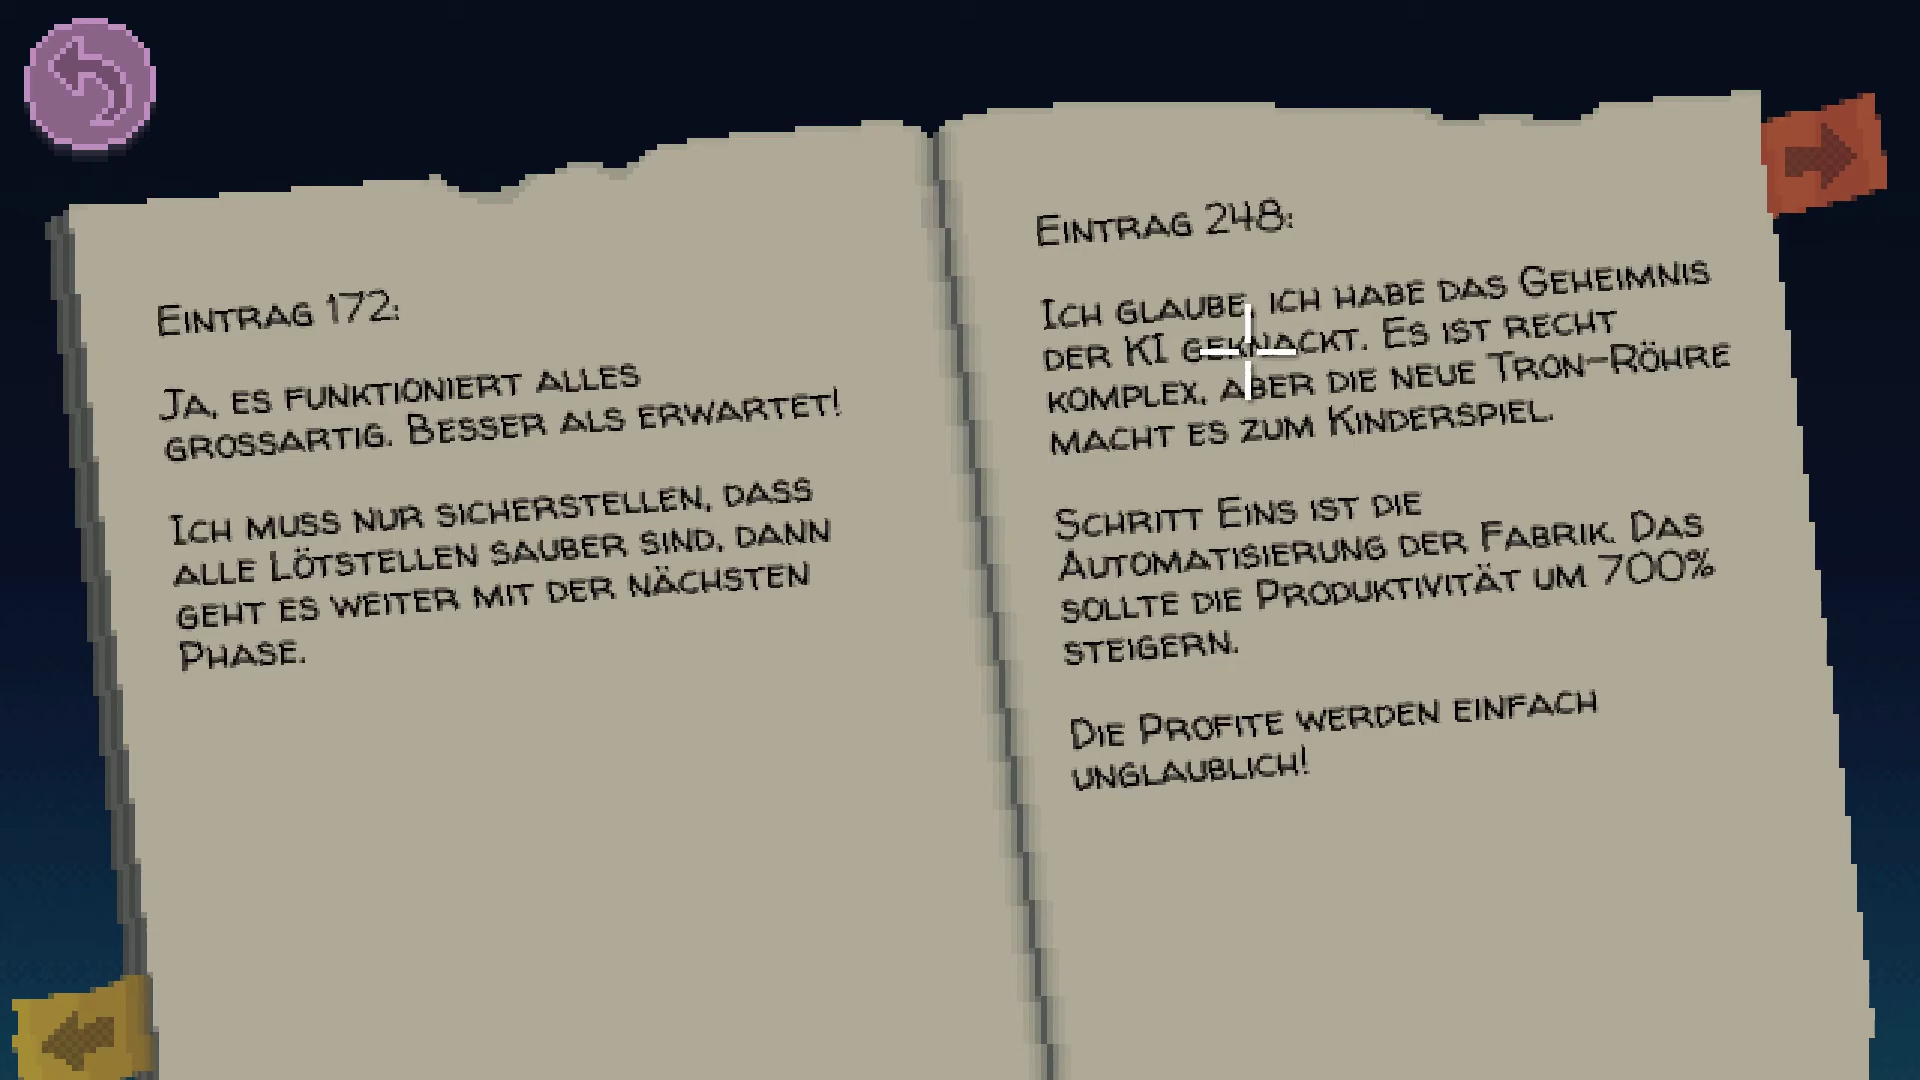 Eintrag 172:
Ja, es funktioniert alles
grossartig. Besser als erwartet!
Ich muss nur sicherstellen, dass
alle Lötstellen sauber sind, dann
geht es weiter mit der nächsten
Phase.
Eintrag 248:
Ich glaube, ich habe das Geheimnis
der KI geknackt. Es ist recht
komplex, aber die neue Tron-Röhre
macht es zum Kinderspiel.
Schritt Eins ist die
Automatisierung der Fabrik. Das
sollte die Produktivität um 700%
steigern.
Die Profite werden einfach
unglaublich!